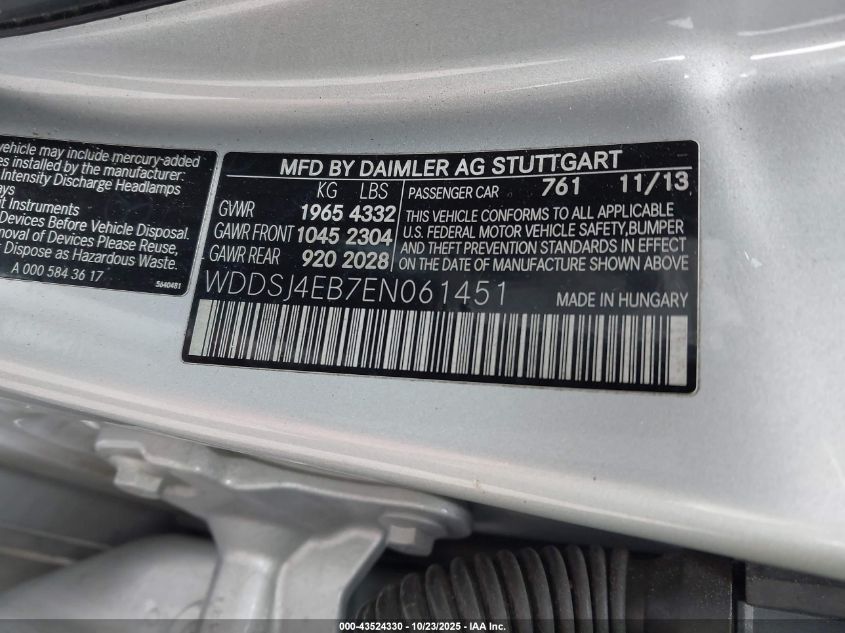 vehicle may include mercury-added
es installed by the manufacturer:
Intensity Discharge Headlamps
ays
it Instruments
Devices Before Vehicle Disposal.
moval of Devices Please Reuse,
r Dispose as Hazardous Waste.
A 000 584 36 17
5640481
MFD BY DAIMLER AG STUTTGART
KG LBS
GVWR 1965 4332
GAWR FRONT 1045 2304
GAWR REAR 920 2028
PASSENGER CAR 761 11/13
THIS VEHICLE CONFORMS TO ALL APPLICABLE
U.S. FEDERAL MOTOR VEHICLE SAFETY,BUMPER
AND THEFT PREVENTION STANDARDS IN EFFECT
ON THE DATE OF MANUFACTURE SHOWN ABOVE
WDDSJ4EB7EN061451
MADE IN HUNGARY
000-43524330 - 10/23/2025 - IAA Inc.